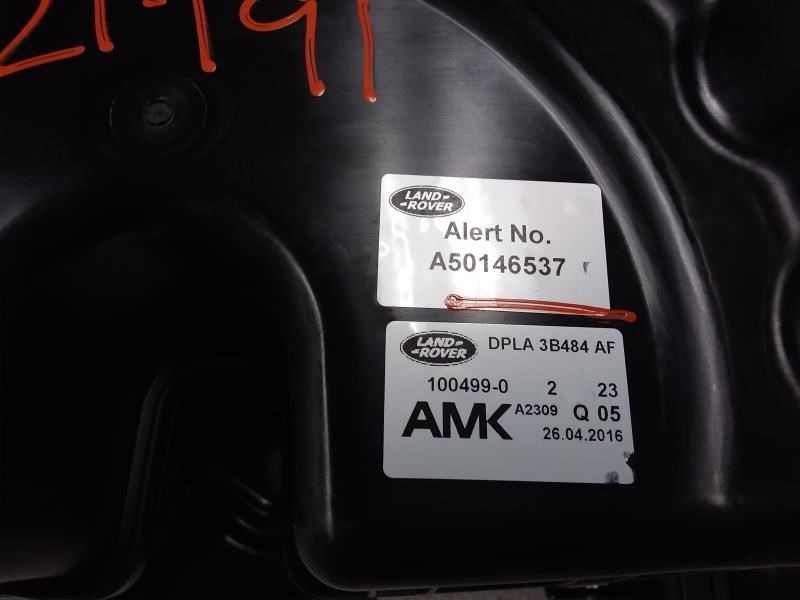 LAND-
-ROVER
Alert No.
A50146537
LAND-
-ROVER
DPLA 3B484 AF
100499-0 2 23
AMK A2309 Q 05
26.04.2016